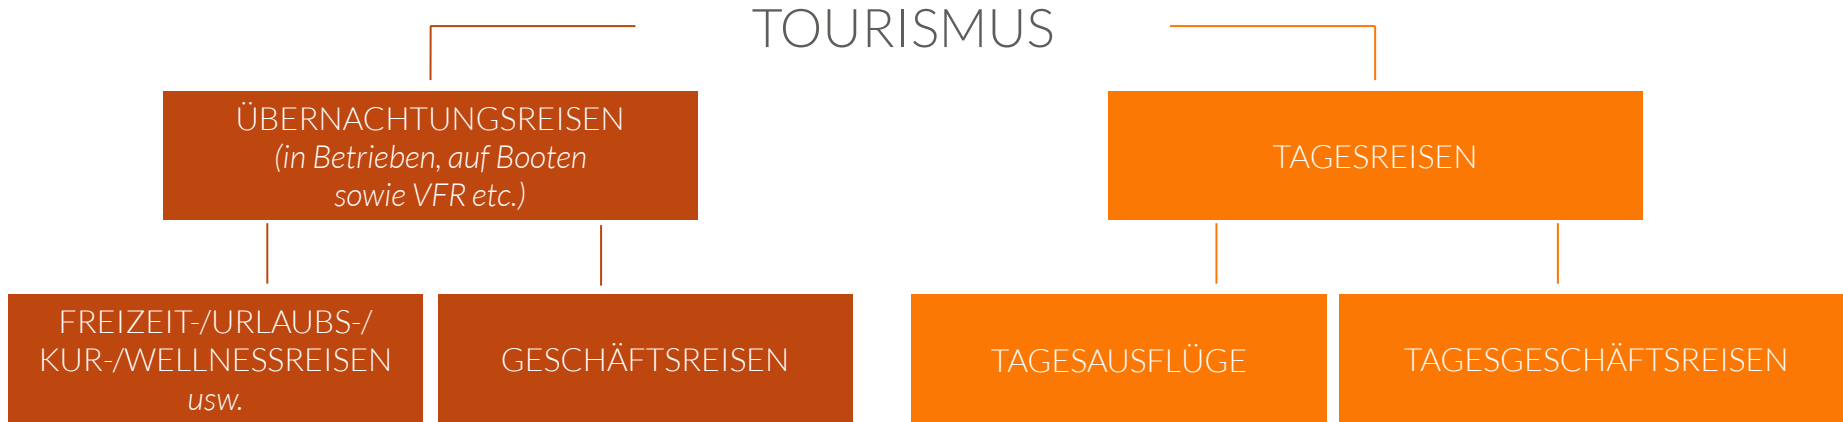 TOURISMUS
ÜBERNACHTUNGSREISEN
(in Betrieben, auf Booten
sowie VFR etc.)
TAGESREISEN
FREIZEIT-/URLAUBS-/
KUR-/WELLNESSREISEN
usw.
GESCHÄFTSREISEN
TAGESAUSFLÜGE
TAGESGESCHÄFTSREISEN